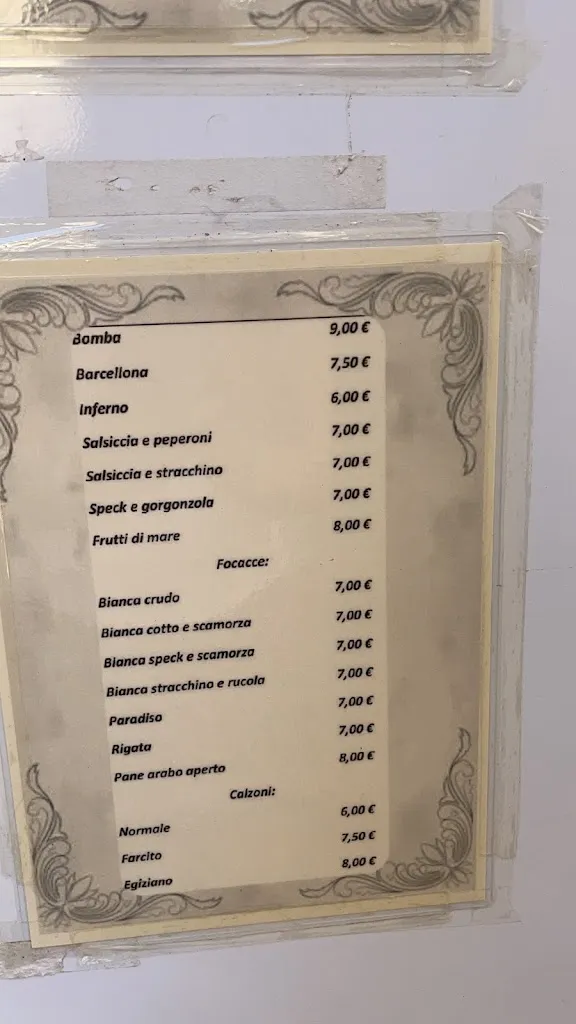 Bomba 9,00 €
Barcellona 7,50 €
Inferno 6,00 €
Salsiccia e peperoni 7,00 €
Salsiccia e stracchino 7,00 €
Speck e gorgonzola 7,00 €
Frutti di mare 8,00 €
Focacce:
Bianca crudo 7,00 €
Bianca cotto e scamorza 7,00 €
Bianca speck e scamorza 7,00 €
Bianca stracchino e rucola 7,00 €
Paradiso 7,00 €
Rigata 7,00 €
Pane arabo aperto 8,00 €
Calzoni:
Normale 6,00 €
Farcito 7,50 €
Egiziano 8,00 €